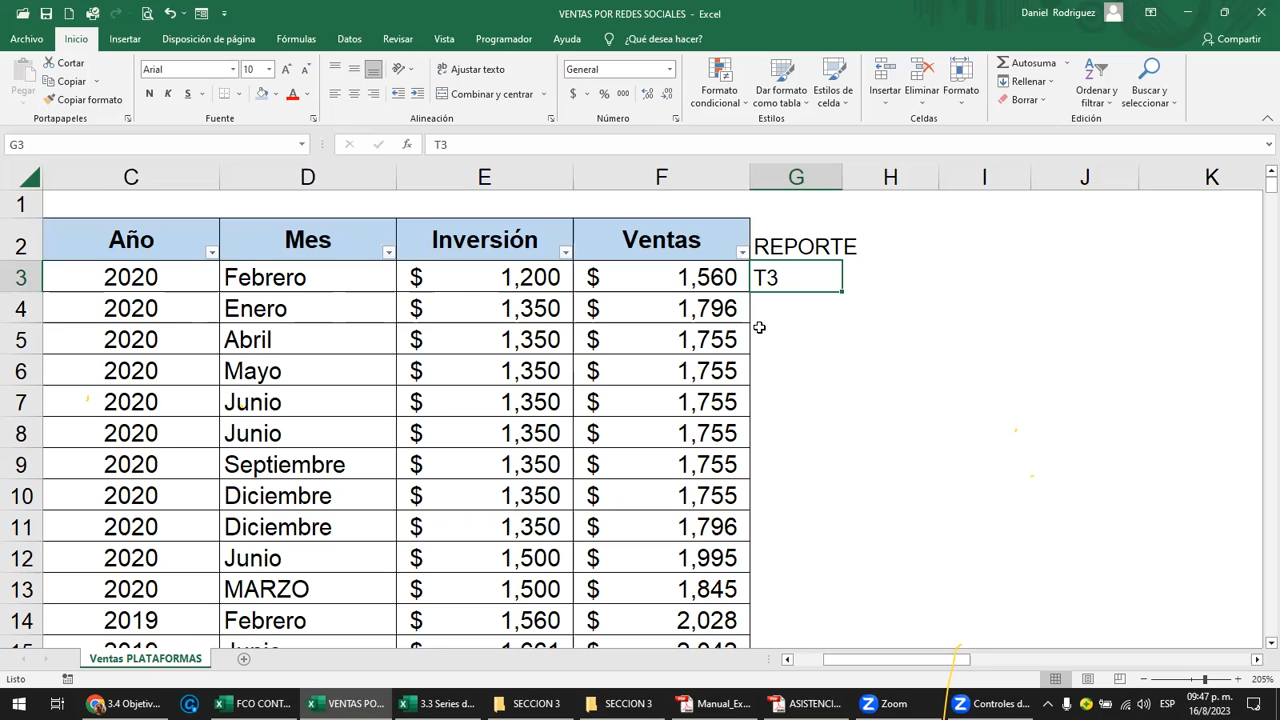 VENTAS POR REDES SOCIALES - Excel
Daniel Rodriguez
Archivo Inicio Insertar Disposición de página Fórmulas Datos Revisar Vista Programador Ayuda ¿Qué desea hacer? Compartir
Pegar
Cortar
Copiar
Copiar formato
Portapapeles
Arial 10
N K S
Fuente
Ajustar texto
Combinar y centrar
Alineación
General
$ % 000
Número
Formato condicional
Dar formato como tabla
Estilos de celda
Estilos
Insertar Eliminar Formato
Celdas
Autosuma
Rellenar
Borrar
Ordenar y filtrar
Buscar y seleccionar
Edición
G3 fx T3
C D E F G H I J K
1
2 Año Mes Inversión Ventas REPORTE
3 2020 Febrero $ 1,200 $ 1,560 T3
4 2020 Enero $ 1,350 $ 1,796
5 2020 Abril $ 1,350 $ 1,755
6 2020 Mayo $ 1,350 $ 1,755
7 2020 Junio $ 1,350 $ 1,755
8 2020 Junio $ 1,350 $ 1,755
9 2020 Septiembre $ 1,350 $ 1,755
10 2020 Diciembre $ 1,350 $ 1,755
11 2020 Diciembre $ 1,350 $ 1,796
12 2020 Junio $ 1,500 $ 1,995
13 2020 MARZO $ 1,500 $ 1,845
14 2019 Febrero $ 1,560 $ 2,028
Ventas PLATAFORMAS
Listo
205%
3.4 Objetiv... FCO CONT... VENTAS PO... 3.3 Series d... SECCION 3 SECCION 3 Manual_Ex... ASISTENCI... Zoom Controles d...
ESP
09:47 p. m.
16/8/2023